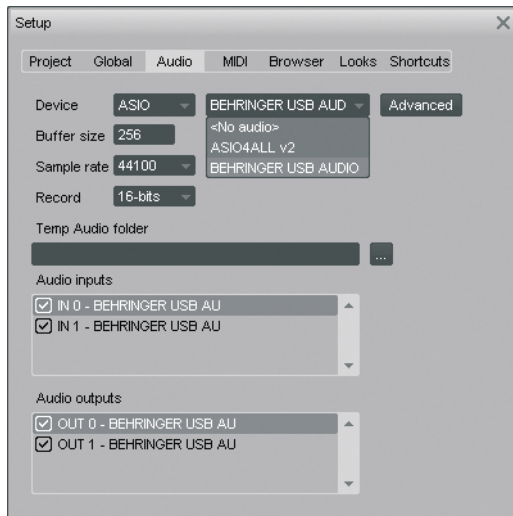 Setup
Project Global Audio MIDI Browser Looks Shortcuts
Device ASIO BEHRINGER USB AUD Advanced
<No audio>
Buffer size 256
ASIO4ALL v2
Sample rate 44100
BEHRINGER USB AUDIO
Record 16-bits
Temp Audio folder
...
Audio inputs
IN 0 - BEHRINGER USB AU
IN 1 - BEHRINGER USB AU
Audio outputs
OUT 0 - BEHRINGER USB AU
OUT 1 - BEHRINGER USB AU